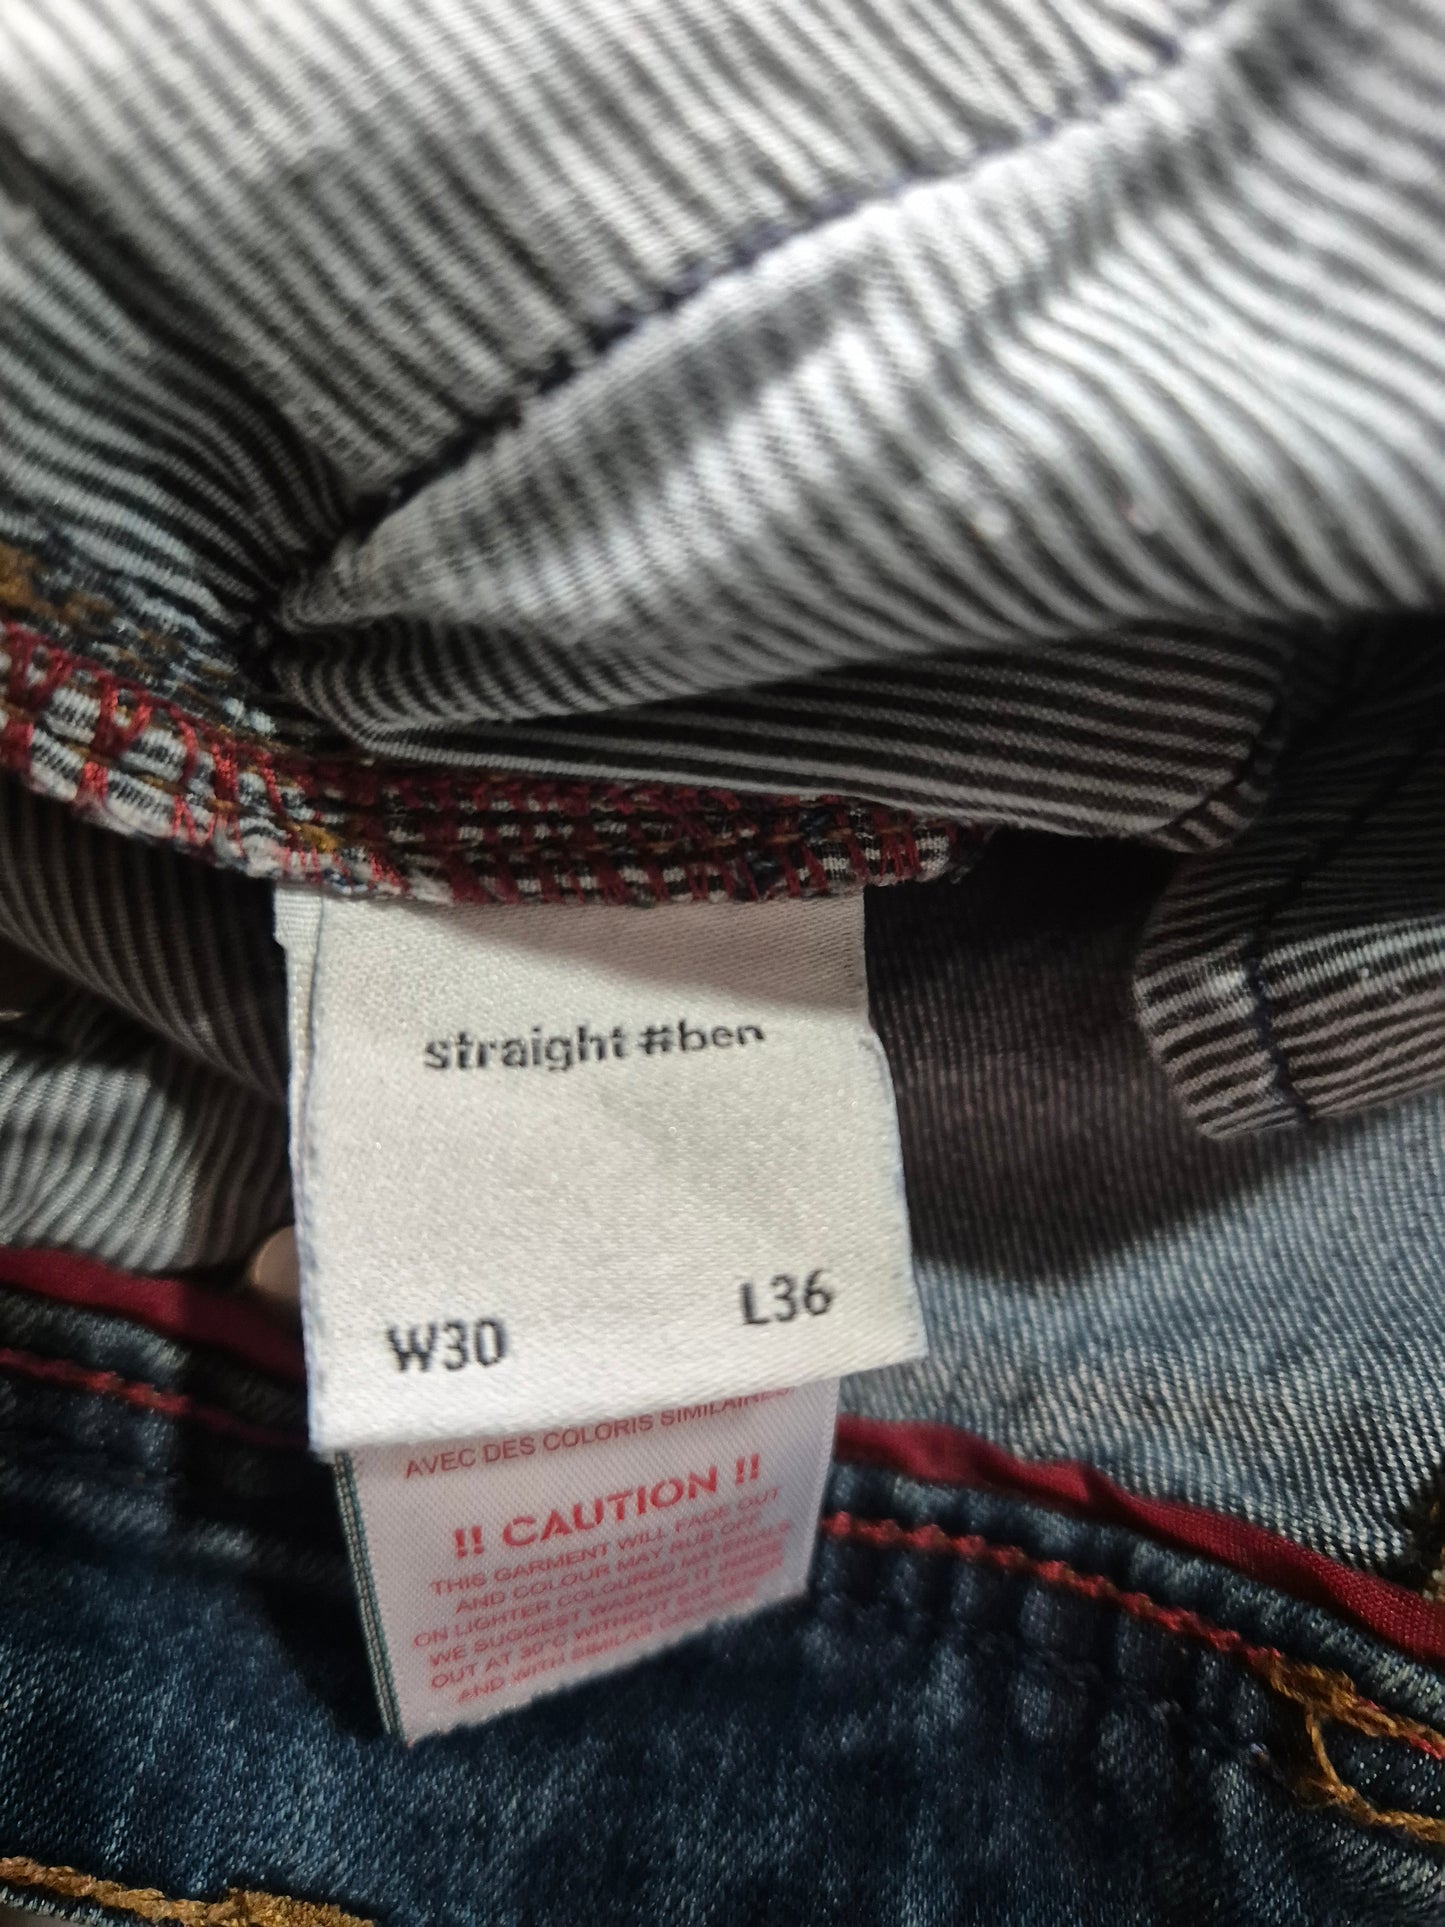 straight #ben
W30 L36
AVEC DES COLORIS SIMILAIRES.
!! CAUTION !!
THIS GARMENT WILL FADE OUT
AND COLOUR MAY RUB OFF
ON LIGHTER COLOURED MATERIALS
WE SUGGEST WASHING IT INSIDE
OUT AT 30°C WITHOUT SOFTENER
AND WITH SIMILAR COLOURS